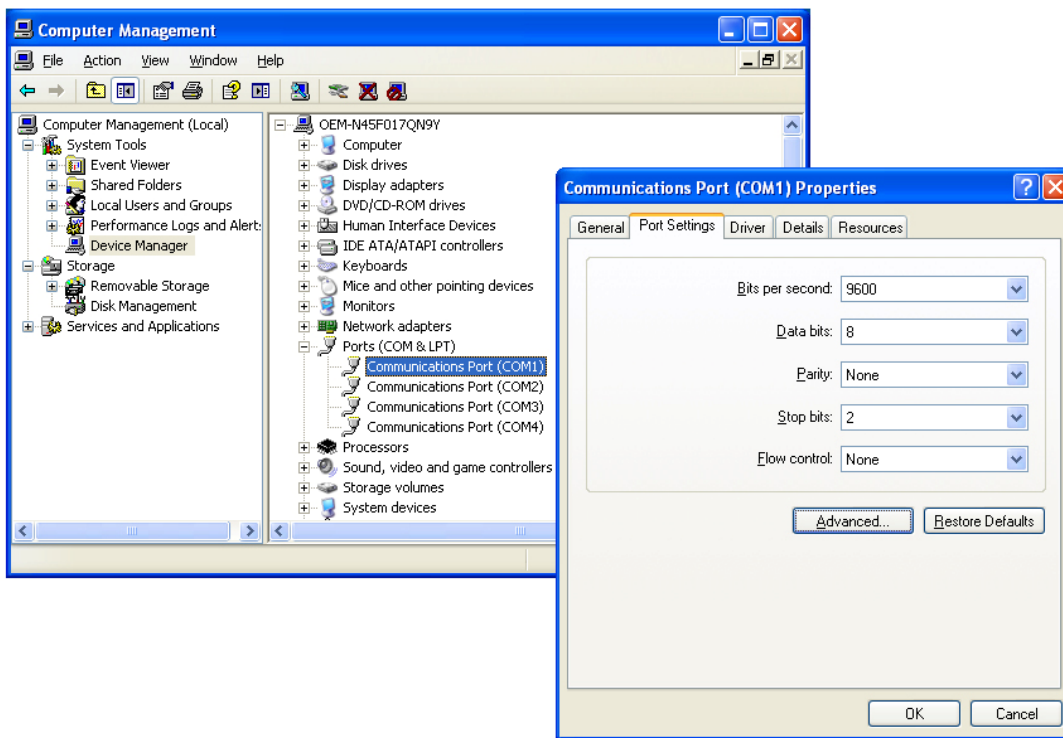 Computer Management
File Action View Window Help
Computer Management (Local)
System Tools
Event Viewer
Shared Folders
Local Users and Groups
Performance Logs and Alert:
Device Manager
Storage
Removable Storage
Disk Management
Services and Applications
OEM-N45F017QN9Y
Computer
Disk drives
Display adapters
DVD/CD-ROM drives
Human Interface Devices
IDE ATA/ATAPI controllers
Keyboards
Mice and other pointing devices
Monitors
Network adapters
Ports (COM & LPT)
Communications Port (COM1)
Communications Port (COM2)
Communications Port (COM3)
Communications Port (COM4)
Processors
Sound, video and game controllers
Storage volumes
System devices
Communications Port (COM1) Properties
General Port Settings Driver Details Resources
Bits per second: 9600
Data bits: 8
Parity: None
Stop bits: 2
Flow control: None
Advanced... Restore Defaults
OK Cancel